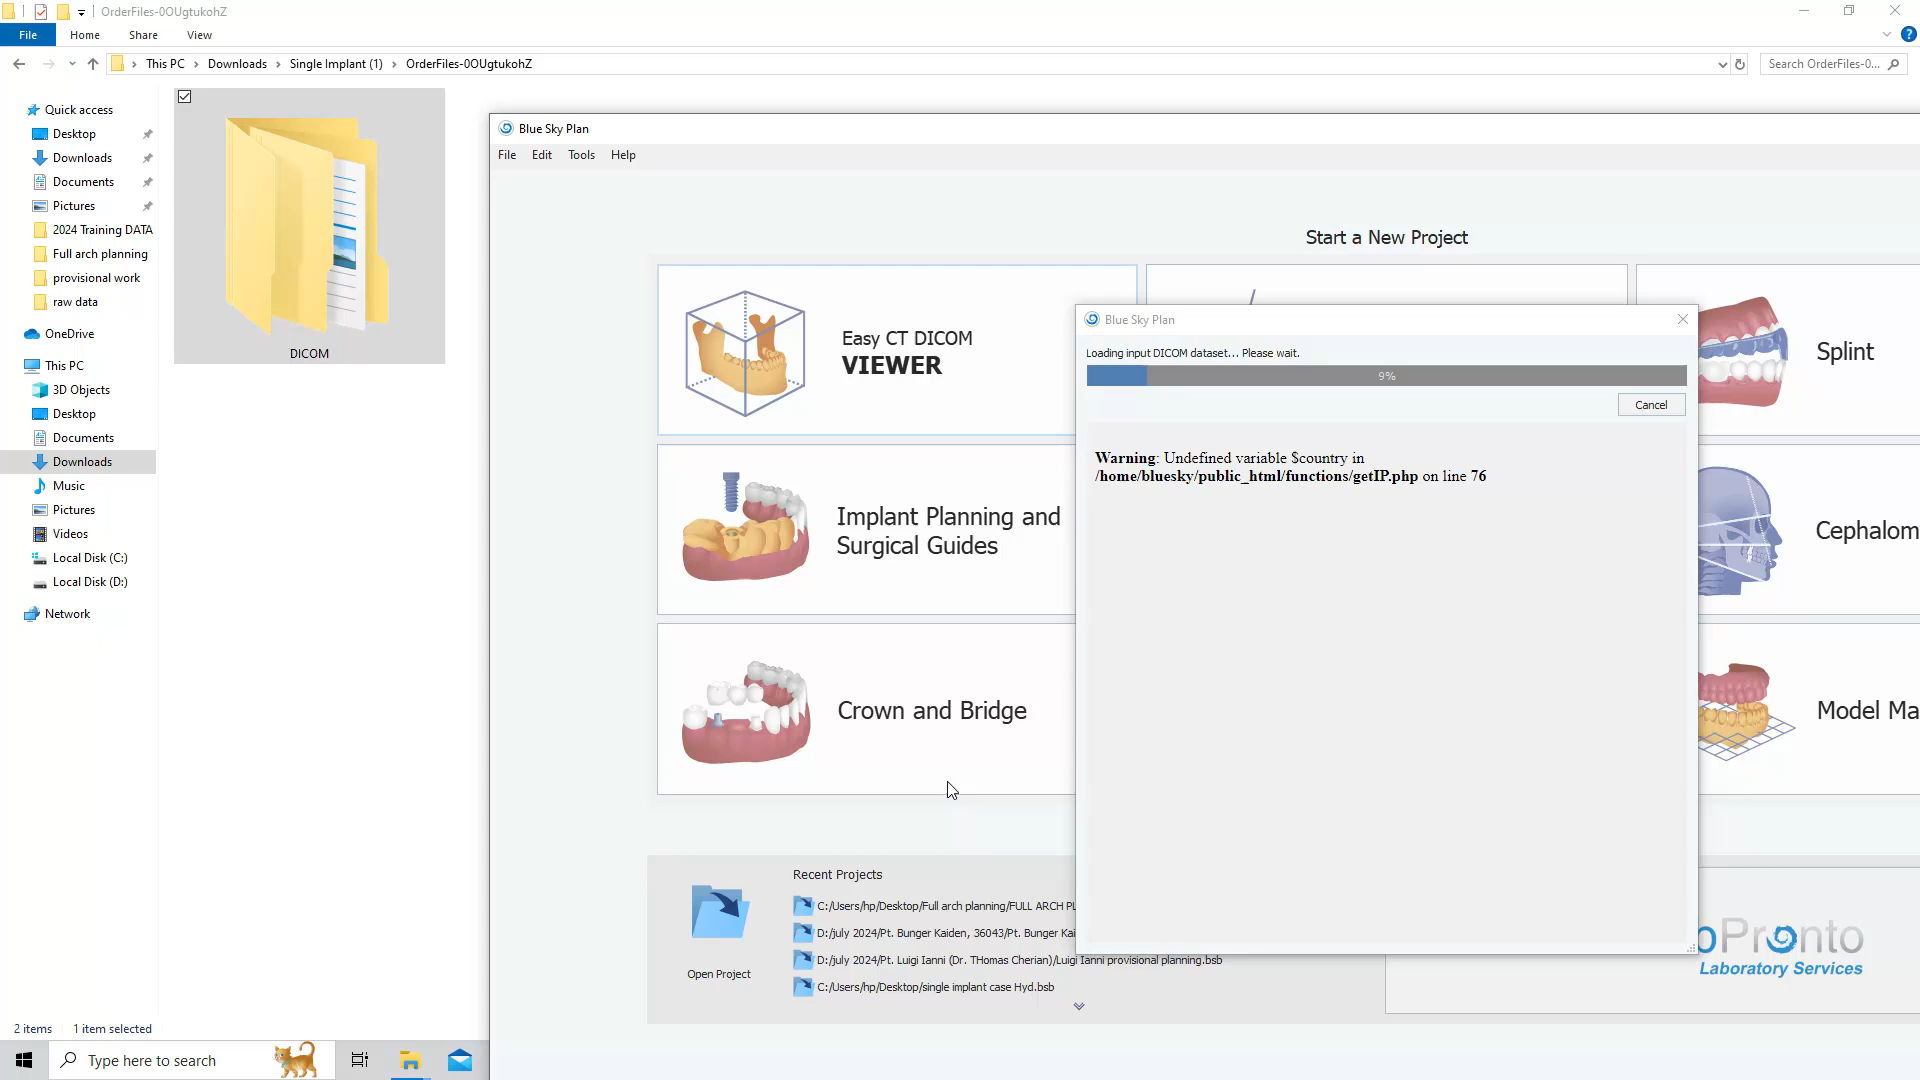 OrderFiles-0OUgtukohZ
File
Home
Share
View
This PC
Downloads
Single Implant (1)
OrderFiles-0OUgtukohZ
Search OrderFiles-0...
Quick access
Desktop
Downloads
Documents
Pictures
2024 Training DATA
Full arch planning
provisional work
raw data
OneDrive
This PC
3D Objects
Desktop
Documents
Downloads
Music
Pictures
Videos
Local Disk (C:)
Local Disk (D:)
Network
DICOM
2 items
1 item selected
Type here to search
Blue Sky Plan
File
Edit
Tools
Help
Start a New Project
Easy CT DICOM
VIEWER
Implant Planning and
Surgical Guides
Crown and Bridge
Splint
Cephalom
Model Ma
Blue Sky Plan
Loading input DICOM dataset... Please wait.
9%
Cancel
Warning: Undefined variable $country in
/home/bluesky/public_html/functions/getIP.php on line 76
Open Project
Recent Projects
C:/Users/hp/Desktop/Full arch planning/FULL ARCH PL
D:/july 2024/Pt. Bunger Kaiden, 36043/Pt. Bunger Kai
D:/july 2024/Pt. Luigi Ianni (Dr. THomas Cherian)/Luigi Ianni provisional planning.bsb
C:/Users/hp/Desktop/single implant case Hyd.bsb
oPronto
Laboratory Services